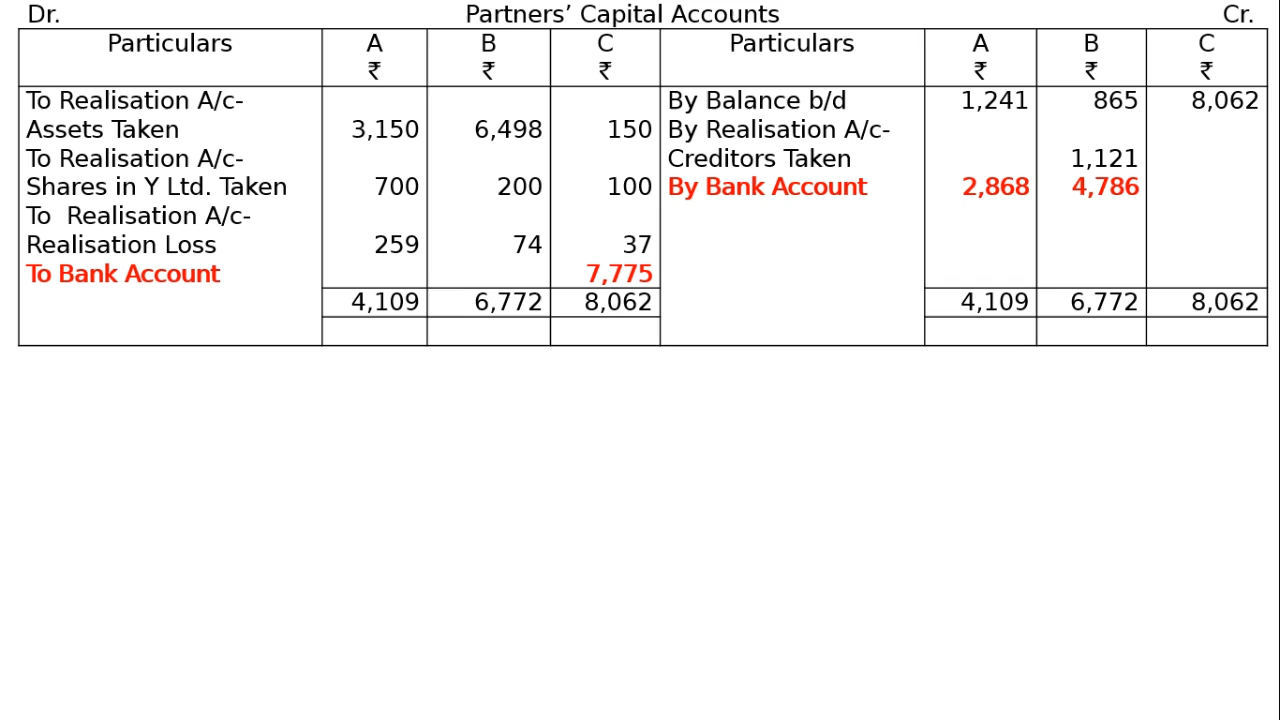 Dr. Partners’ Capital Accounts Cr.
Particulars A B C Particulars A B C
₹ ₹ ₹ ₹ ₹ ₹
To Realisation A/c- By Balance b/d 1,241 865 8,062
Assets Taken 3,150 6,498 150 By Realisation A/c-
To Realisation A/c- Creditors Taken 1,121
Shares in Y Ltd. Taken 700 200 100 By Bank Account 2,868 4,786
To Realisation A/c-
Realisation Loss 259 74 37
To Bank Account 7,775
4,109 6,772 8,062 4,109 6,772 8,062